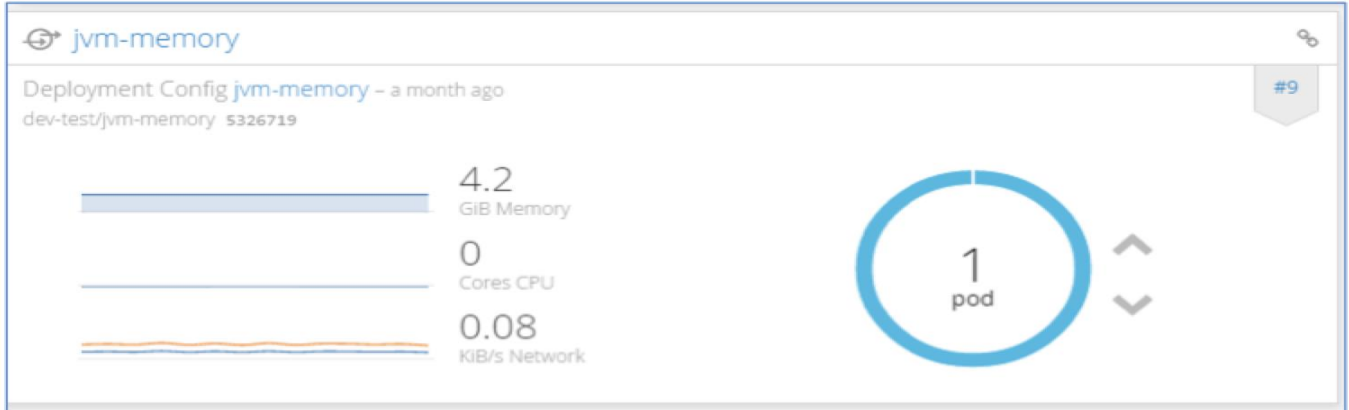 jvm-memory
Deployment Config jvm-memory – a month ago
#9
dev-test/jvm-memory 5326719
4.2
GiB Memory
0
Cores CPU
0.08
KiB/s Network
1
pod